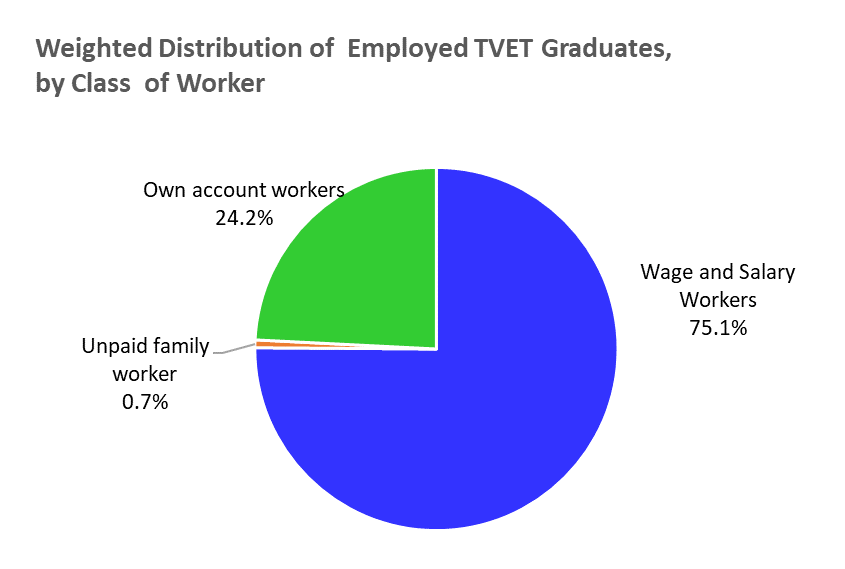 Weighted Distribution of  Employed TVET Graduates,
by Class  of Worker
Own account workers
24.2%
Wage and Salary
Workers
75.1%
Unpaid family
worker
0.7%